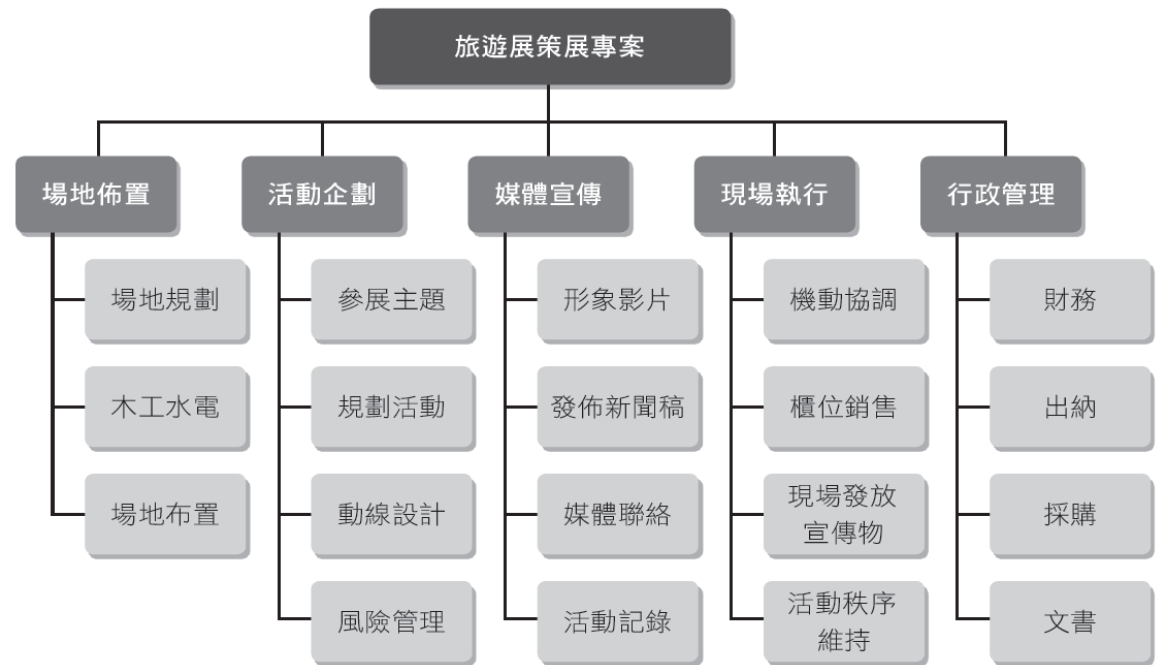 旅遊展策展專案
場地佈置
場地規劃
木工水電
場地布置
活動企劃
參展主題
規劃活動
動線設計
風險管理
媒體宣傳
形象影片
發佈新聞稿
媒體聯絡
活動記錄
現場執行
機動協調
櫃位銷售
現場發放
宣傳物
活動秩序
維持
行政管理
財務
出納
採購
文書